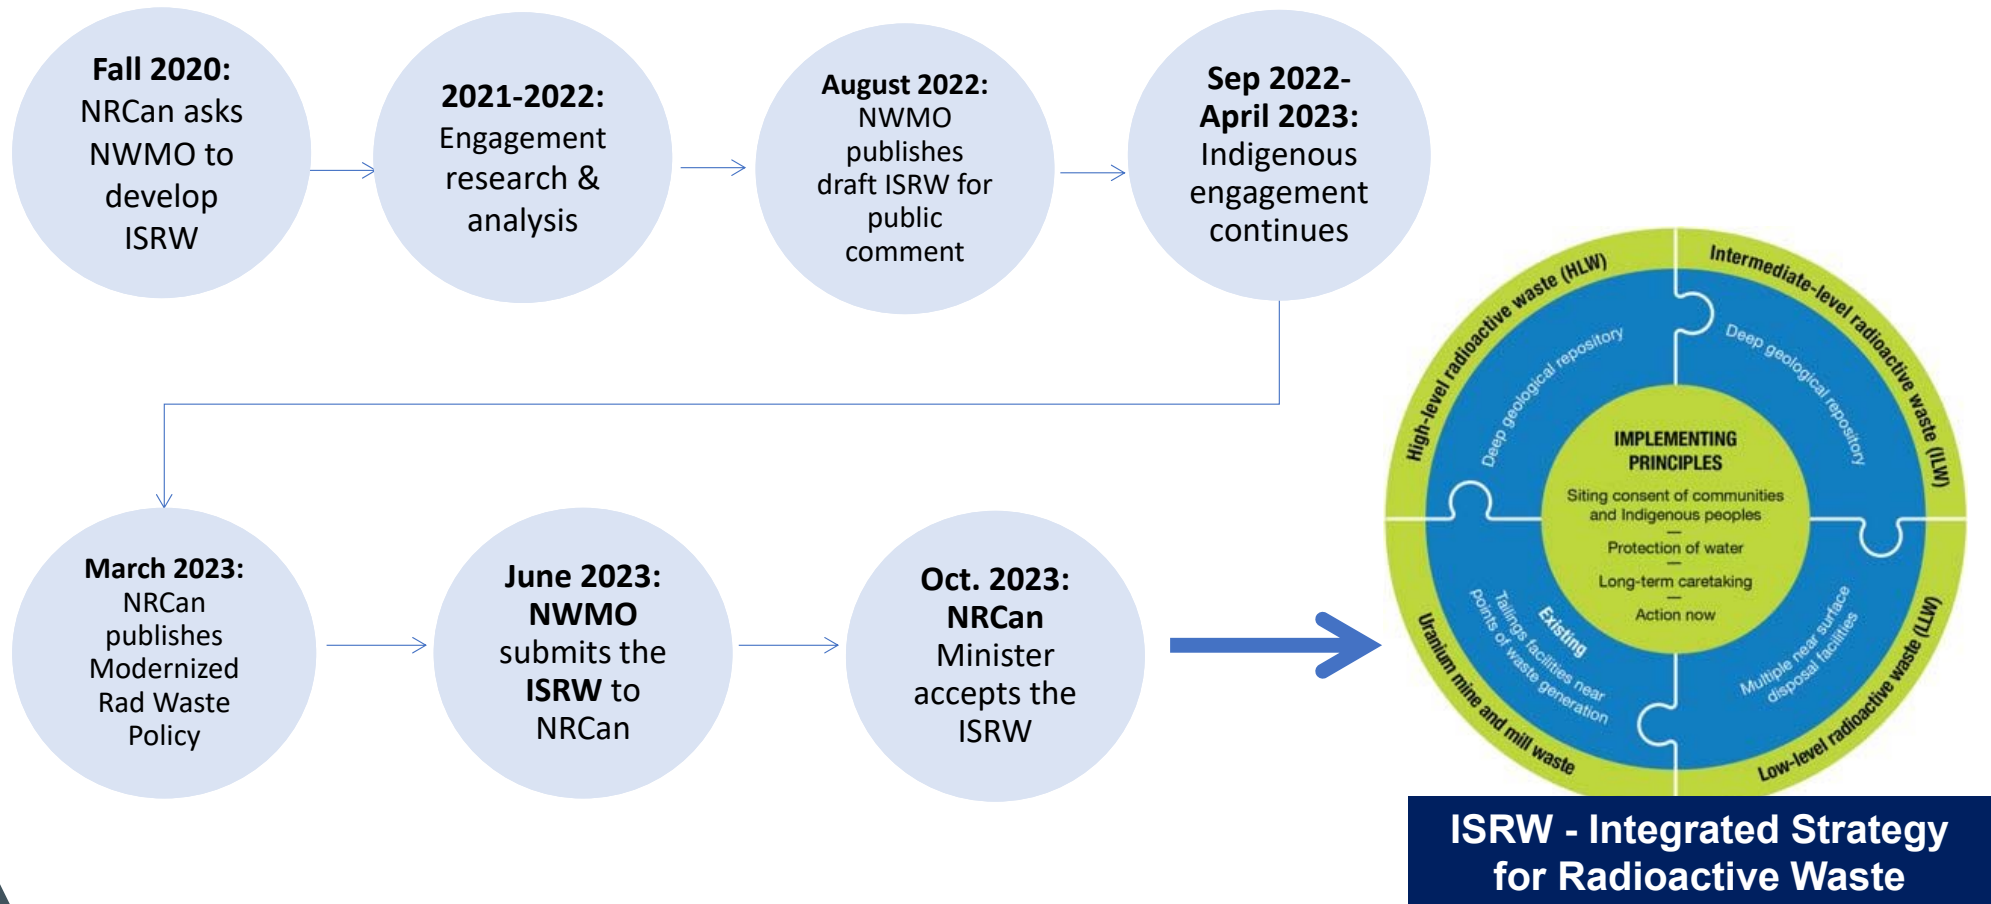 Fall 2020:
NRCan asks
NWMO to
develop
ISRW
2021-2022:
Engagement
research &
analysis
August 2022:
NWMO
publishes
draft ISRW for
public
comment
Sep 2022-
April 2023:
Indigenous
engagement
continues
March 2023:
NRCan
publishes
Modernized
Rad Waste
Policy
June 2023:
NWMO
submits the
ISRW to
NRCan
Oct. 2023:
NRCan
Minister
accepts the
ISRW
High-level radioactive waste (HLW)
Deep geological repository
Intermediate-level radioactive waste (ILW)
Deep geological repository
IMPLEMENTING
PRINCIPLES
Siting consent of communities
and Indigenous peoples
Protection of water
Long-term caretaking
Action now
Uranium mine and mill waste
Existing
Tailings facilities near
points of waste generation
Low-level radioactive waste (LLW)
Multiple near surface
disposal facilities
ISRW - Integrated Strategy
for Radioactive Waste